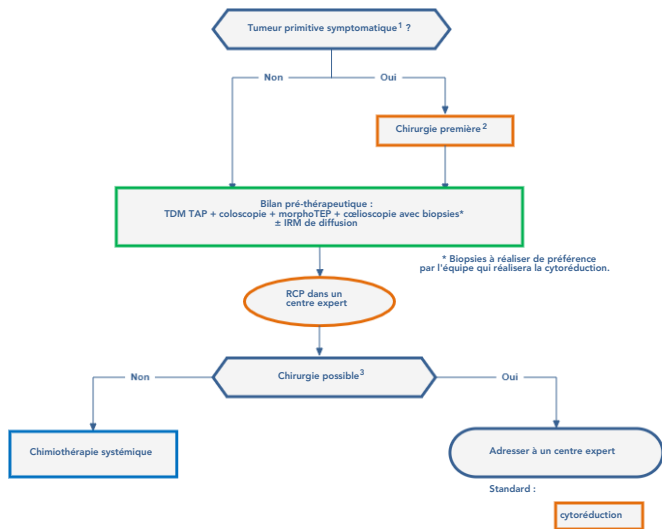 Tumeur primitive symptomatique¹ ?
Non
Oui
Chirurgie première²
Bilan pré-thérapeutique :
TDM TAP + coloscopie + morphoTEP + cœlioscopie avec biopsies*
± IRM de diffusion
* Biopsies à réaliser de préférence
par l'équipe qui réalisera la cytoréduction.
RCP dans un
centre expert
Chirurgie possible³
Non
Oui
Chimiothérapie systémique
Adresser à un centre expert
Standard :
cytoréduction